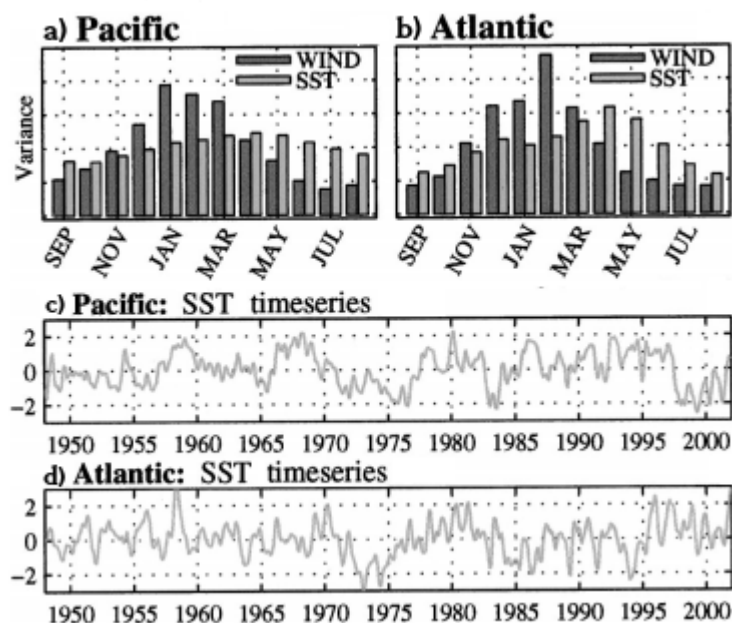 a) Pacific
b) Atlantic
WIND
SST
WIND
SST
Variance
SEP NOV JAN MAR MAY JUL
SEP NOV JAN MAR MAY JUL
c) Pacific: SST timeseries
2
0
-2
1950 1955 1960 1965 1970 1975 1980 1985 1990 1995 2000
d) Atlantic: SST timeseries
2
0
-2
1950 1955 1960 1965 1970 1975 1980 1985 1990 1995 2000